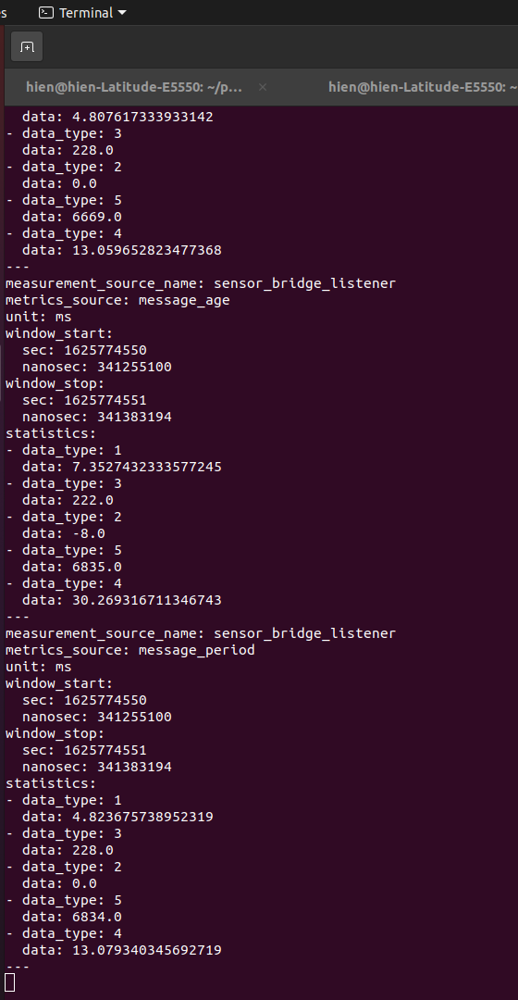 s Terminal
hien@hien-Latitude-E5550: ~/p... × hien@hien-Latitude-E5550: ~
  data: 4.807617333933142
- data_type: 3
  data: 228.0
- data_type: 2
  data: 0.0
- data_type: 5
  data: 6669.0
- data_type: 4
  data: 13.059652823477368
---
measurement_source_name: sensor_bridge_listener
metrics_source: message_age
unit: ms
window_start:
  sec: 1625774550
  nanosec: 341255100
window_stop:
  sec: 1625774551
  nanosec: 341383194
statistics:
- data_type: 1
  data: 7.3527432333577245
- data_type: 3
  data: 222.0
- data_type: 2
  data: -8.0
- data_type: 5
  data: 6835.0
- data_type: 4
  data: 30.269316711346743
---
measurement_source_name: sensor_bridge_listener
metrics_source: message_period
unit: ms
window_start:
  sec: 1625774550
  nanosec: 341255100
window_stop:
  sec: 1625774551
  nanosec: 341383194
statistics:
- data_type: 1
  data: 4.823675738952319
- data_type: 3
  data: 228.0
- data_type: 2
  data: 0.0
- data_type: 5
  data: 6834.0
- data_type: 4
  data: 13.079340345692719
---